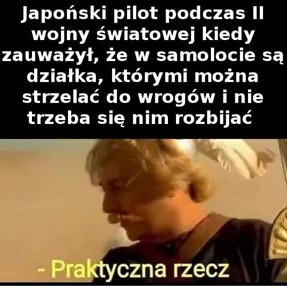 Japoński pilot podczas II
wojny światowej kiedy
zauważył, że w samolocie są
działka, którymi można
strzelać do wrogów i nie
trzeba się nim rozbijać
- Praktyczna rzecz